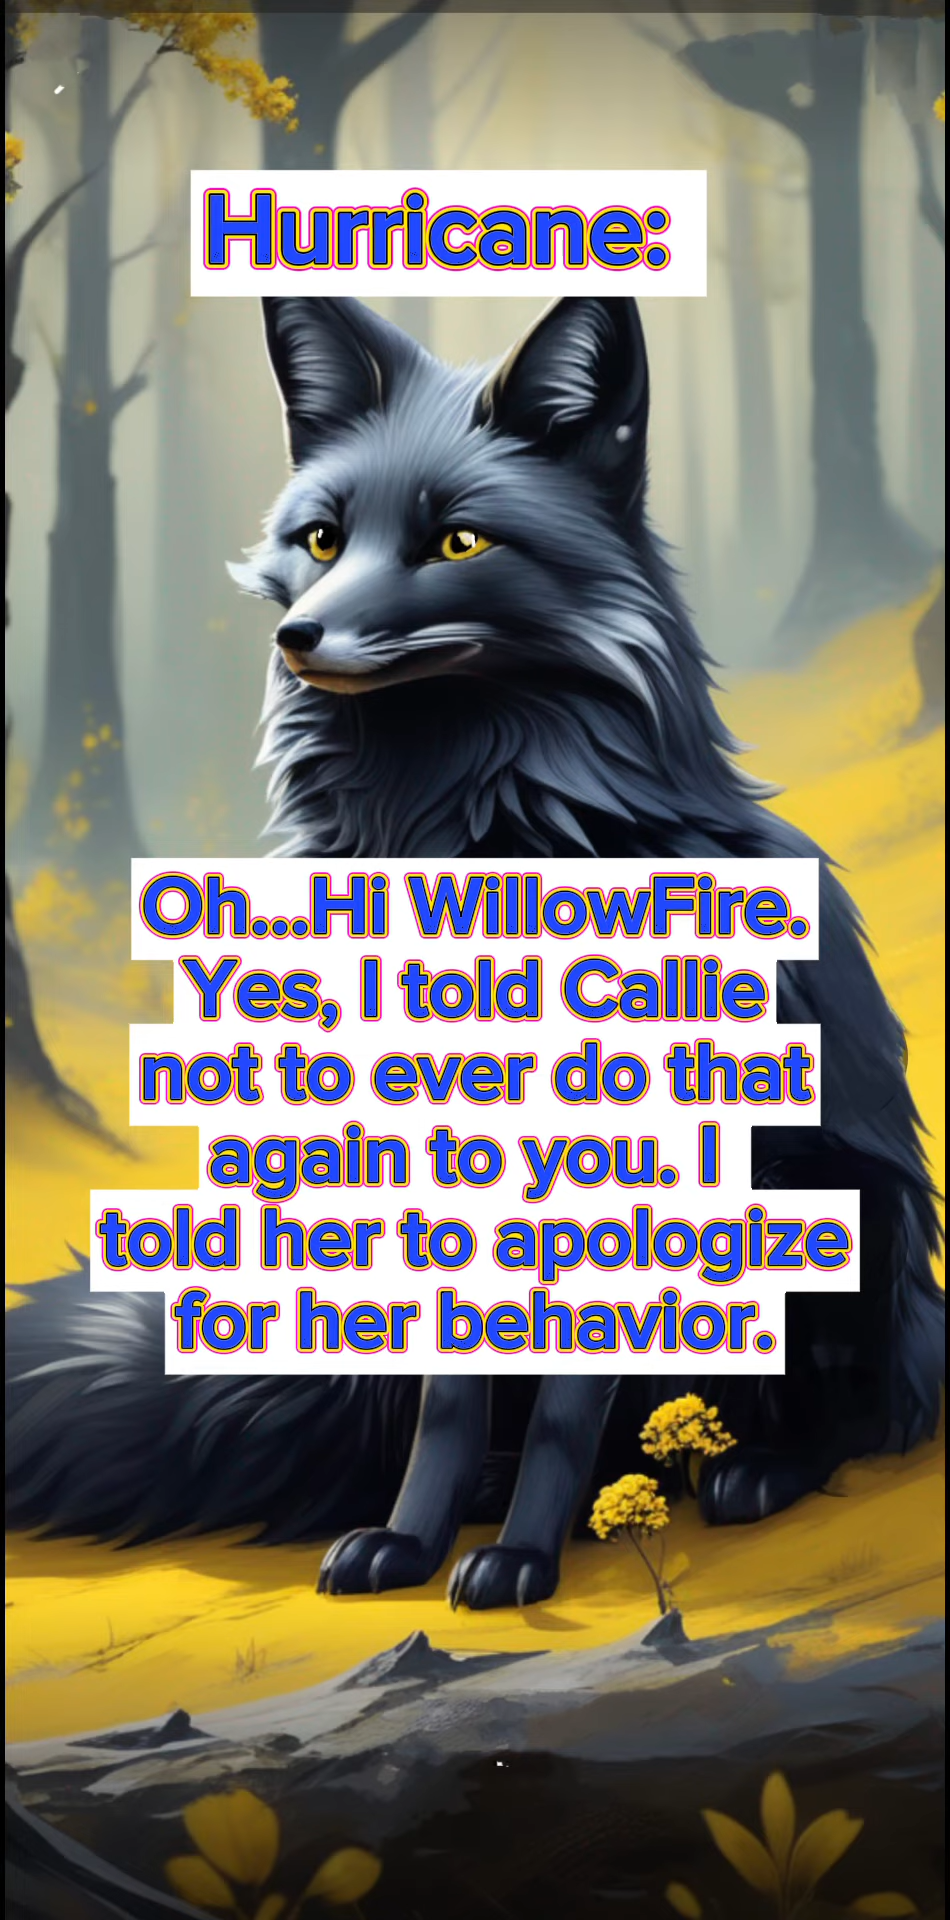 Hurricane:
Oh...Hi WillowFire.
Yes, I told Callie
not to ever do that
again to you. I
told her to apologize
for her behavior.